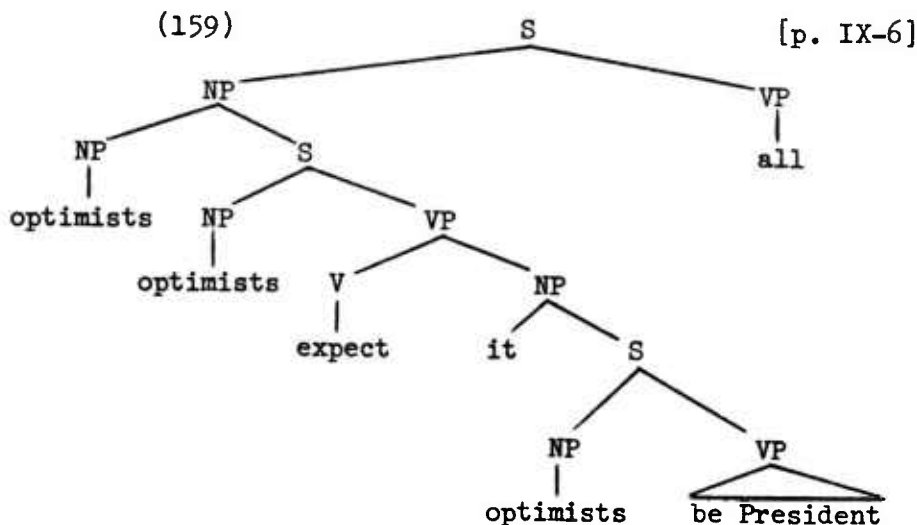 (159) S [p. IX-6]
NP VP
NP S all
optimists NP VP
optimists V NP
expect it S
NP VP
optimists be President